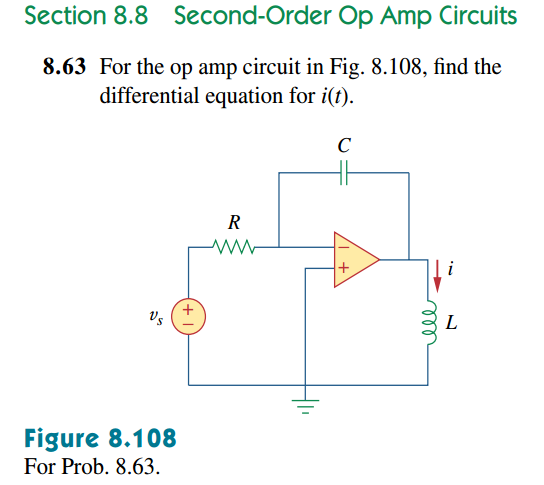 Section 8.8 Second-Order Op Amp Circuits
8.63 For the op amp circuit in Fig. 8.108, find the
differential equation for i(t).
C
R
−
+
i
vs
+
−
L
Figure 8.108
For Prob. 8.63.